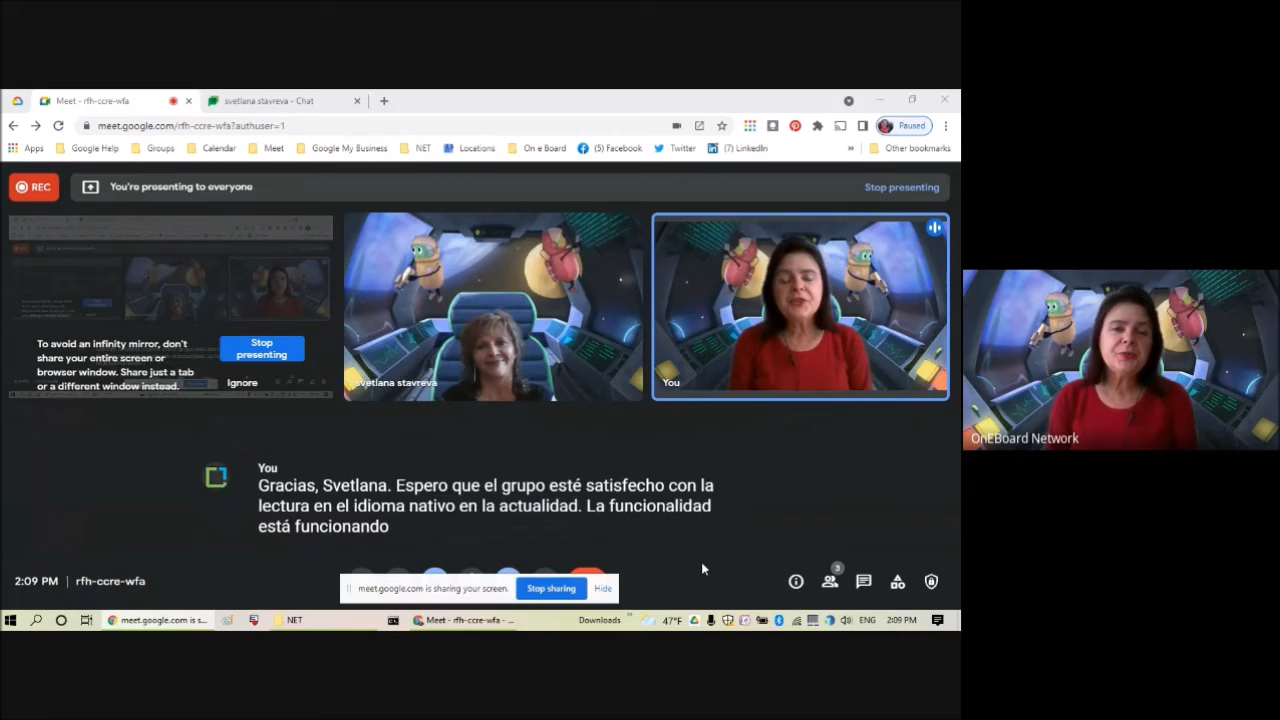 Meet - rfh-ccre-wfa
svetlana stavreva - Chat
meet.google.com/rfh-ccre-wfa?authuser=1
Paused
Apps
Google Help
Groups
Calendar
Meet
Google My Business
NET
Locations
On e Board
(5) Facebook
Twitter
(7) LinkedIn
»
Other bookmarks
REC
You're presenting to everyone
Stop presenting
To avoid an infinity mirror, don't
share your entire screen or
browser window. Share just a tab
or a different window instead.
Stop
presenting
Ignore
svetlana stavreva
You
OnEBoard Network
You
Gracias, Svetlana. Espero que el grupo esté satisfecho con la
lectura en el idioma nativo en la actualidad. La funcionalidad
está funcionando
2:09 PM | rfh-ccre-wfa
meet.google.com is sharing your screen.
Stop sharing
Hide
3
meet.google.com is s...
NET
Meet - rfh-ccre-wfa - ...
Downloads
»
47°F
ENG
2:09 PM